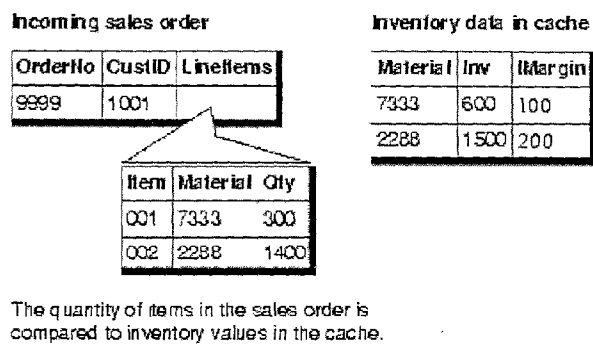 Incoming sales order
OrderNo CustID LineItems
9999 1001
Item Material Qty
001 7333 300
002 2288 1400
Inventory data in cache
Material Inv IMargin
7333 600 100
2288 1500 200
The quantity of items in the sales order is
compared to inventory values in the cache.